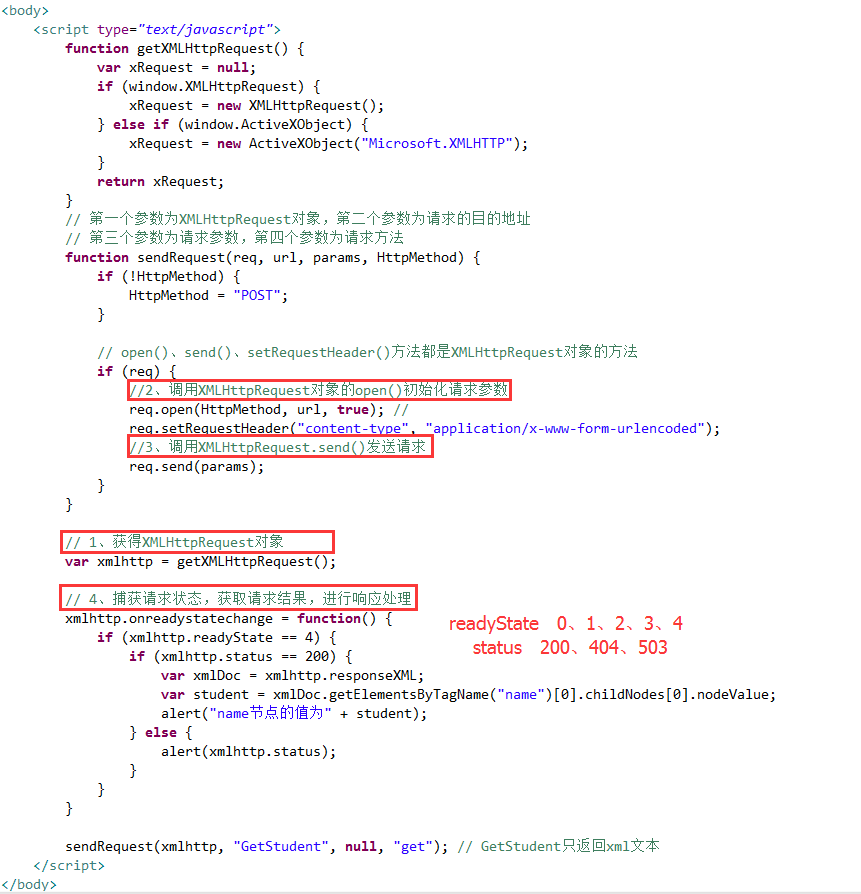 <body>
<script type="text/javascript">
function getXMLHttpRequest() {
var xRequest = null;
if (window.XMLHttpRequest) {
xRequest = new XMLHttpRequest();
} else if (window.ActiveXObject) {
xRequest = new ActiveXObject("Microsoft.XMLHTTP");
}
return xRequest;
}
// 第一个参数为XMLHttpRequest对象，第二个参数为请求的目的地址
// 第三个参数为请求参数，第四个参数为请求方法
function sendRequest(req, url, params, HttpMethod) {
if (!HttpMethod) {
HttpMethod = "POST";
}
// open()、send()、setRequestHeader()方法都是XMLHttpRequest对象的方法
if (req) {
//2、调用XMLHttpRequest对象的open()初始化请求参数
req.open(HttpMethod, url, true); //
req.setRequestHeader("content-type", "application/x-www-form-urlencoded");
//3、调用XMLHttpRequest.send()发送请求
req.send(params);
}
}
// 1、获得XMLHttpRequest对象
var xmlhttp = getXMLHttpRequest();
// 4、捕获请求状态，获取请求结果，进行响应处理
xmlhttp.onreadystatechange = function() {
readyState 0、1、2、3、4
if (xmlhttp.readyState == 4) {
status 200、404、503
if (xmlhttp.status == 200) {
var xmlDoc = xmlhttp.responseXML;
var student = xmlDoc.getElementsByTagName("name")[0].childNodes[0].nodeValue;
alert("name节点的值为" + student);
} else {
alert(xmlhttp.status);
}
}
}
sendRequest(xmlhttp, "GetStudent", null, "get"); // GetStudent只返回xml文本
</script>
</body>